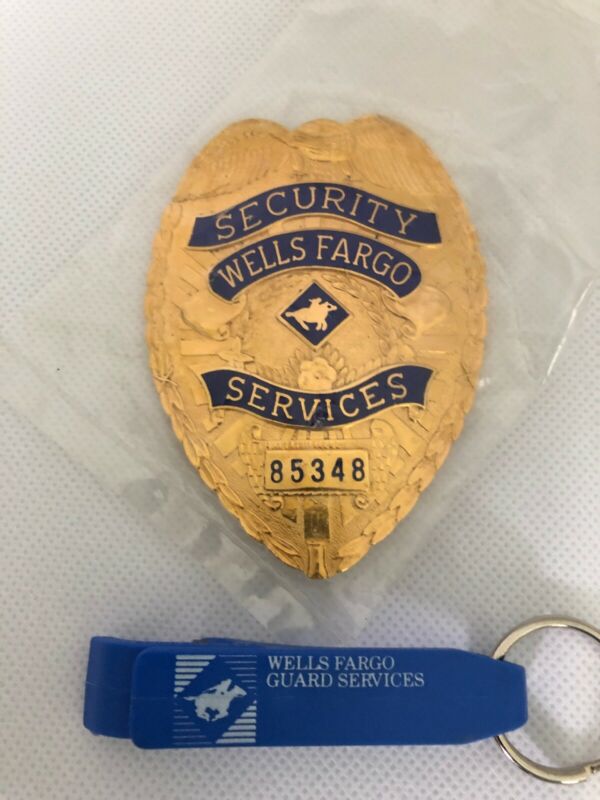 SECURITY
WELLS FARGO
SERVICES
85348
WELLS FARGO
GUARD SERVICES